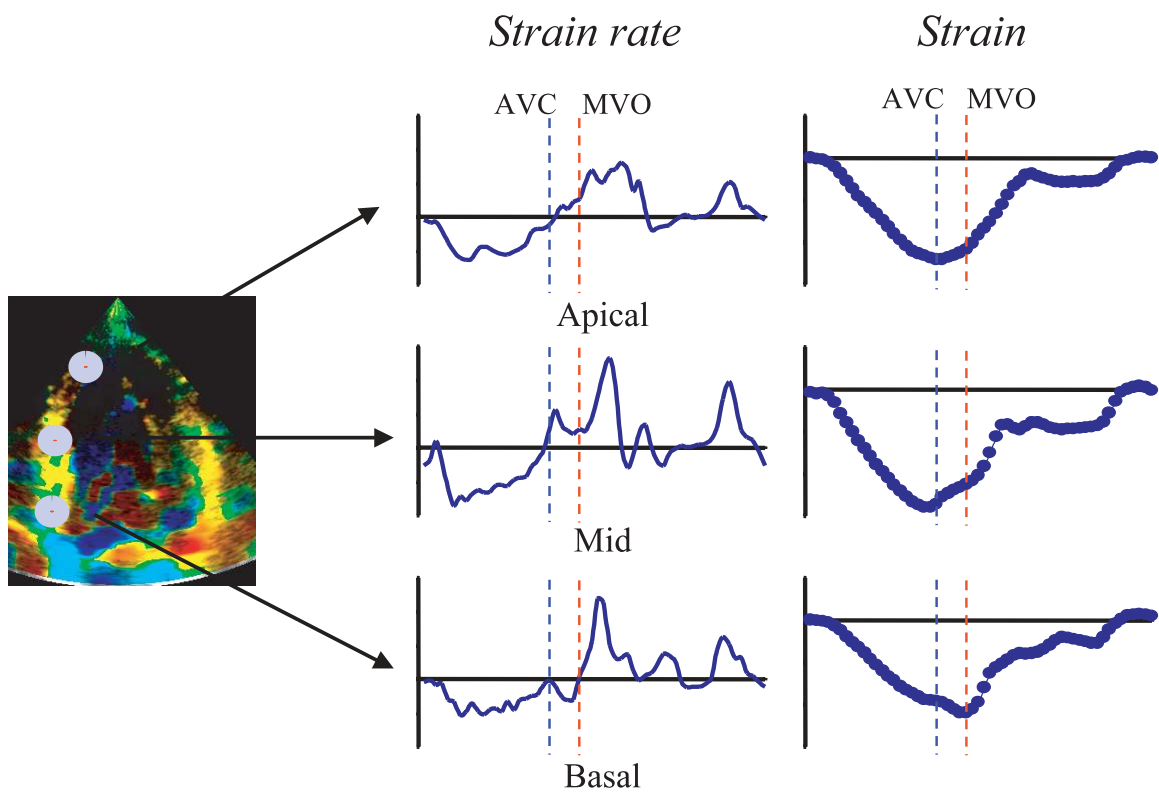 Strain rate
Strain
AVC
MVO
AVC
MVO
Apical
Mid
Basal